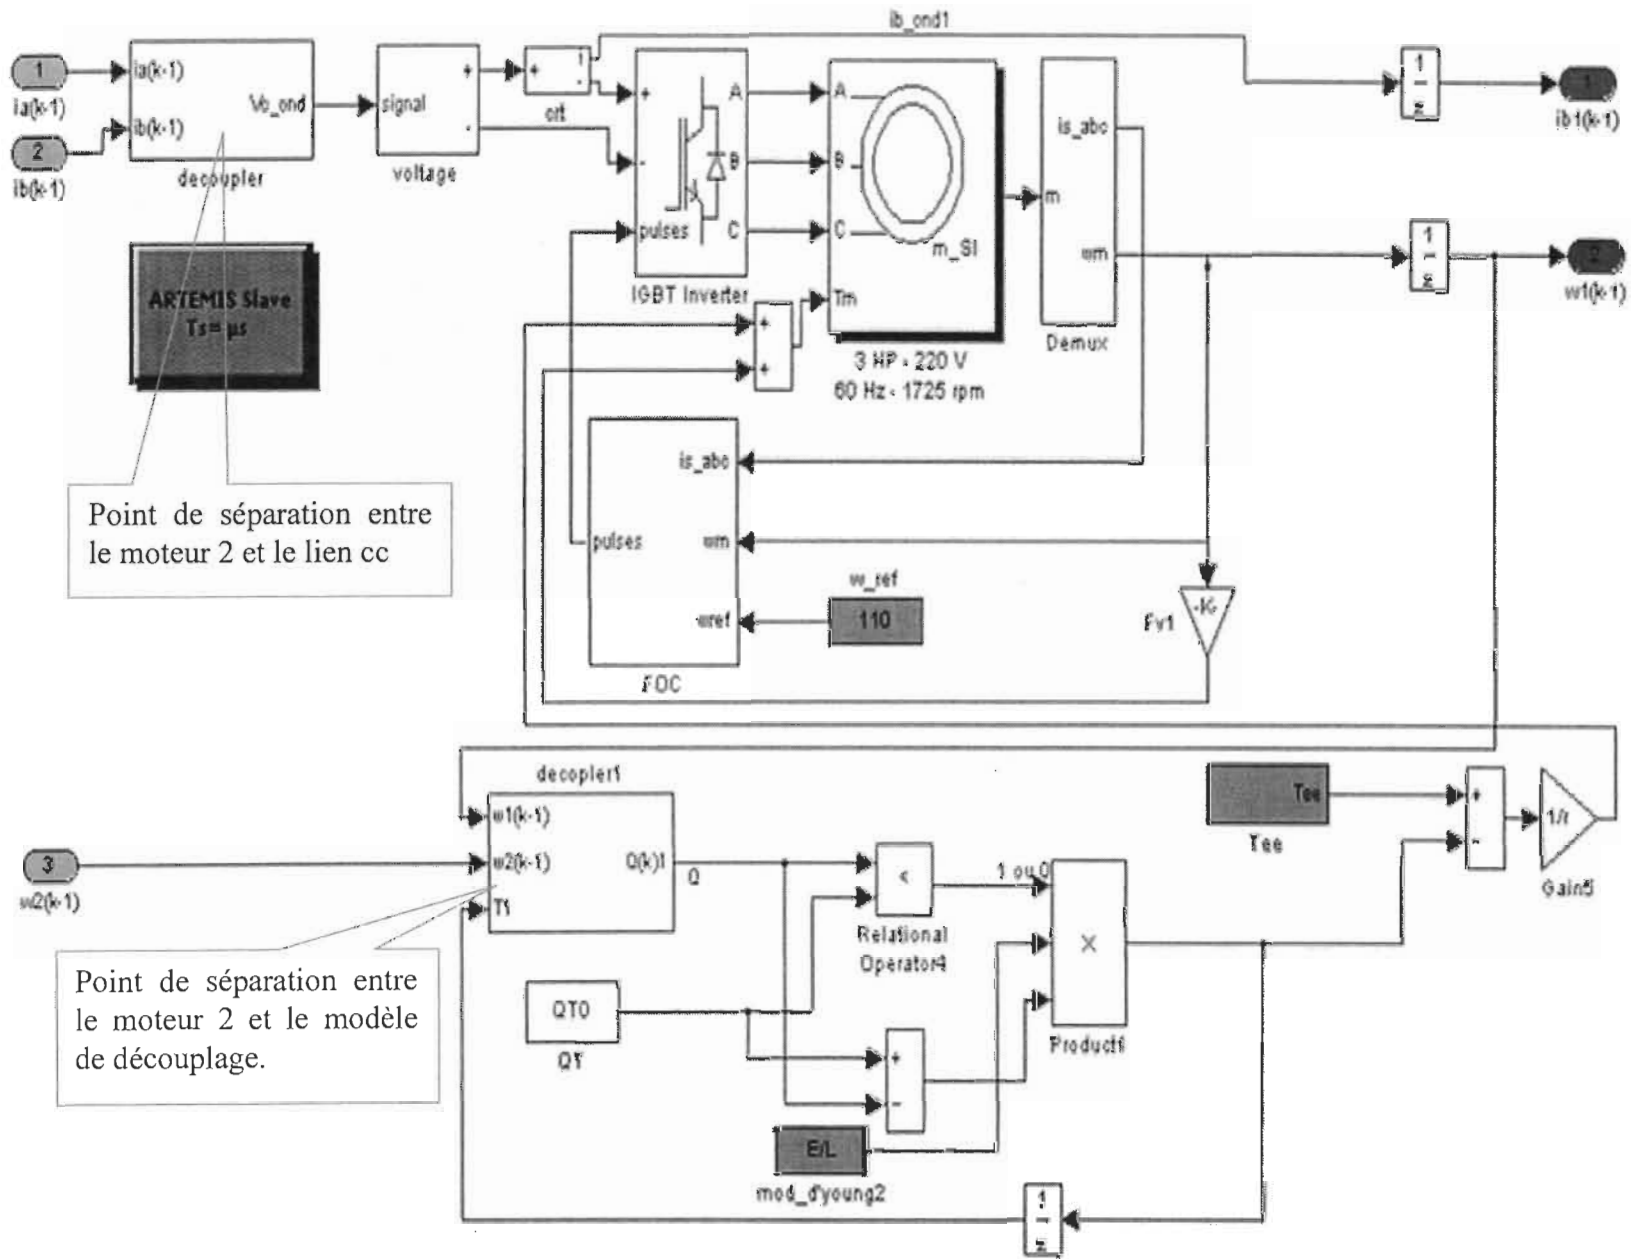 ib_ond1
1
ia(k-1)
2
ib(k-1)
ia(k-1)
ib(k-1)
Vc_ond
decoupler
signal
+
-
voltage
+
i
-
crt
+
-
pulses
A
B
C
IGBT Inverter
A
B
C
Tm
m_SI
3 HP - 220 V
60 Hz - 1725 rpm
m
is_abc
wm
Demux
1
z
1
ib1(k-1)
1
z
2
w1(k-1)
ARTEMIS Slave
Ts= µs
+
+
Point de séparation entre
le moteur 2 et le lien cc
is_abc
pulses
wm
wref
FOC
w_ref
110
-K-
Fv1
decopler1
w1(k-1)
w2(k-1)
T1
Q(k)1
3
w2(k-1)
Q
<
Relational
Operator4
1 ou 0
×
Product1
Tee
Tee
+
-
1/r
Gain5
Point de séparation entre
le moteur 2 et le modèle
de découplage.
QT0
QT
+
-
E/L
mod_d'young2
1
z